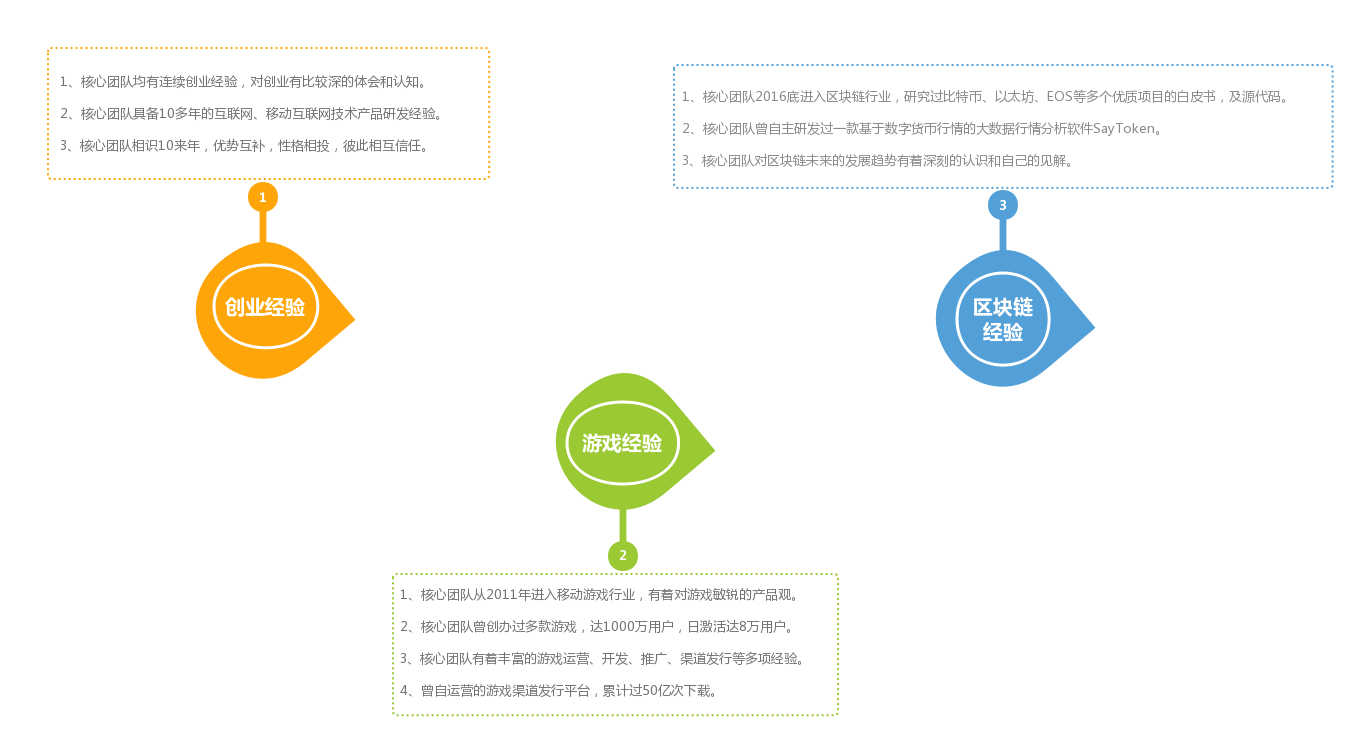 1、核心团队均有连续创业经验，对创业有比较深的体会和认知。
2、核心团队具备10多年的互联网、移动互联网技术产品研发经验。
3、核心团队相识10来年，优势互补，性格相投，彼此相互信任。
1
创业经验
1、核心团队2016底进入区块链行业，研究过比特币、以太坊、EOS等多个优质项目的白皮书，及源代码。
2、核心团队曾自主研发过一款基于数字货币行情的大数据行情分析软件SayToken。
3、核心团队对区块链未来的发展趋势有着深刻的认识和自己的见解。
3
区块链
经验
游戏经验
2
1、核心团队从2011年进入移动游戏行业，有着对游戏敏锐的产品观。
2、核心团队曾创办过多款游戏，达1000万用户，日激活达8万用户。
3、核心团队有着丰富的游戏运营、开发、推广、渠道发行等多项经验。
4、曾自运营的游戏渠道发行平台，累计过50亿次下载。